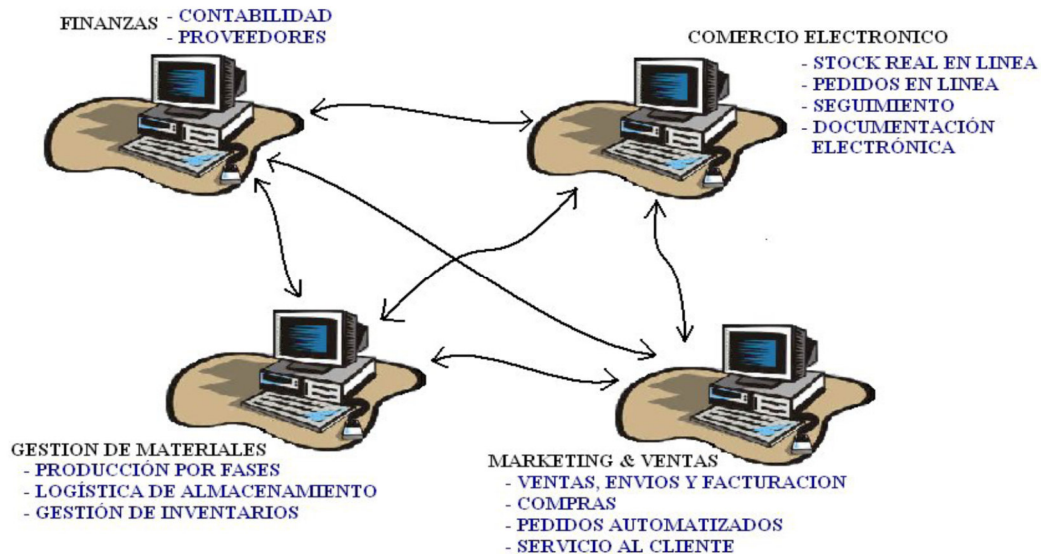 FINANZAS
- CONTABILIDAD
- PROVEEDORES
COMERCIO ELECTRONICO
- STOCK REAL EN LINEA
- PEDIDOS EN LINEA
- SEGUIMIENTO
- DOCUMENTACIÓN
ELECTRÓNICA
GESTION DE MATERIALES
- PRODUCCIÓN POR FASES
- LOGÍSTICA DE ALMACENAMIENTO
- GESTIÓN DE INVENTARIOS
MARKETING & VENTAS
- VENTAS, ENVIOS Y FACTURACION
- COMPRAS
- PEDIDOS AUTOMATIZADOS
- SERVICIO AL CLIENTE